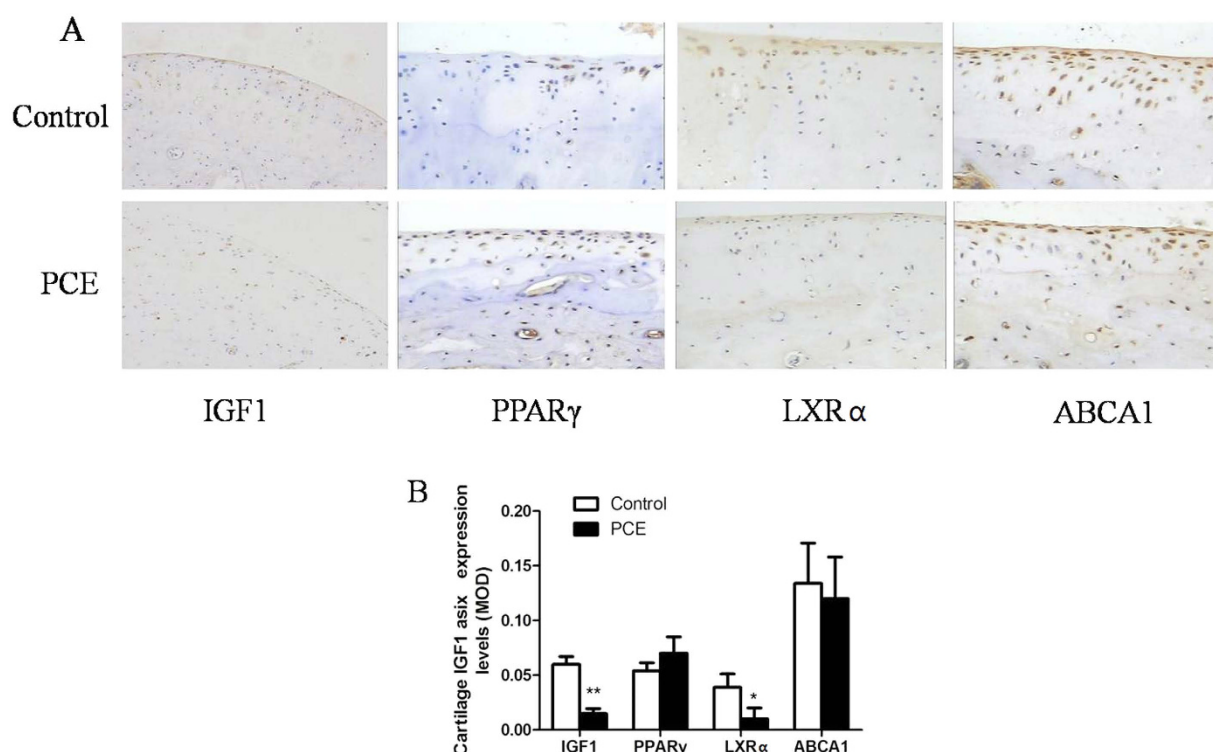 A
Control
PCE
IGF1 PPARγ LXRα ABCA1
B
Cartilage IGF1 asix expression
levels (MOD)
Control
PCE
0.20
0.15
0.10
0.05
0.00
**
*
IGF1 PPARγ LXRα ABCA1